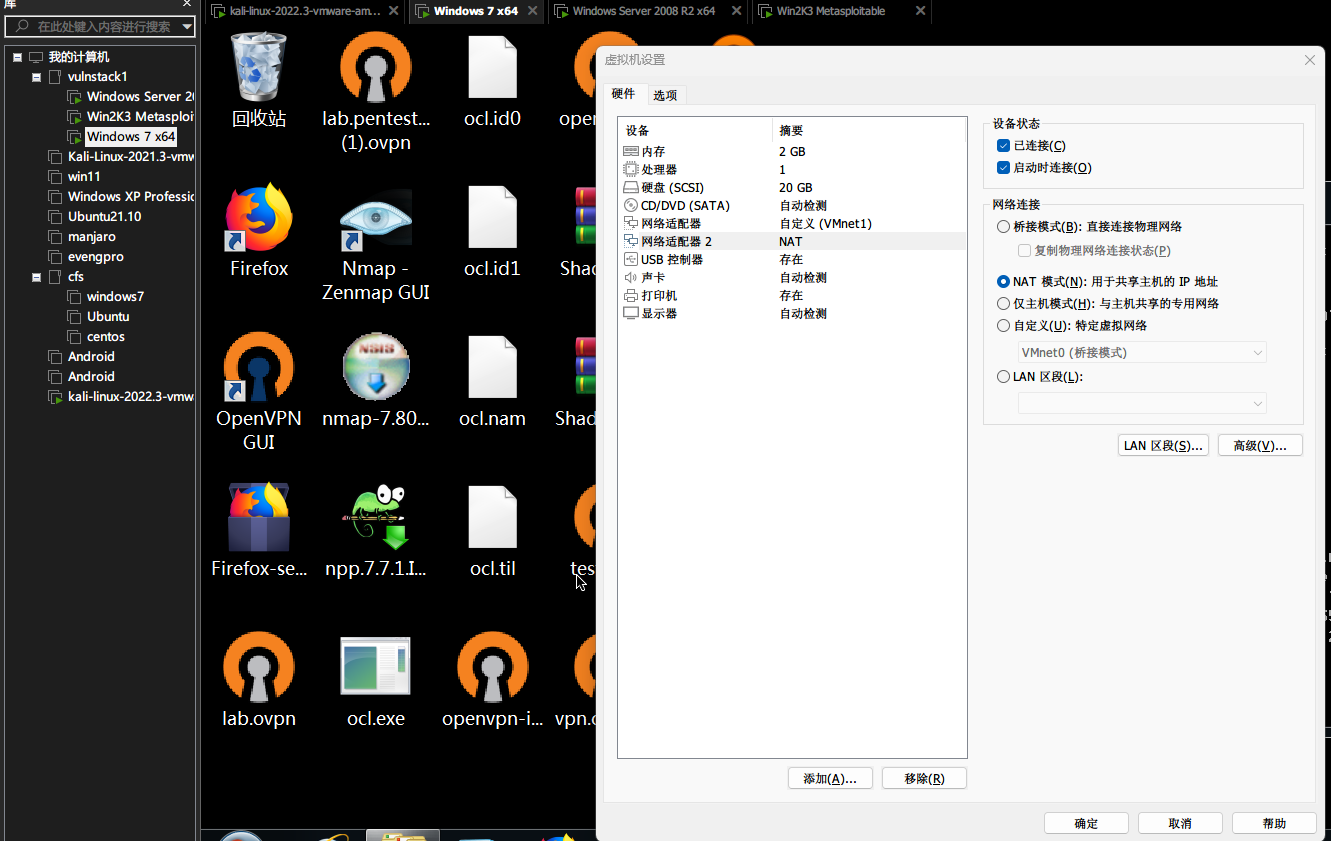 库
kali-linux-2022.3-vmware-am...
Windows 7 x64
Windows Server 2008 R2 x64
Win2K3 Metasploitable
在此处键入内容进行搜索
我的计算机
vulnstack1
Windows Server 20
Win2K3 Metasploi
Windows 7 x64
Kali-Linux-2021.3-vmw
win11
Windows XP Professic
Ubuntu21.10
manjaro
evengpro
cfs
windows7
Ubuntu
centos
Android
Android
kali-linux-2022.3-vmwa
回收站
lab.pentest...
(1).ovpn
ocl.id0
open
Firefox
Nmap -
Zenmap GUI
ocl.id1
Shad
OpenVPN
GUI
NSIS
nmap-7.80...
ocl.nam
Shad
Firefox-se...
npp.7.7.1.I...
ocl.til
tes
lab.ovpn
ocl.exe
openvpn-i...
vpn.
虚拟机设置
硬件
选项
设备
摘要
内存
2 GB
处理器
1
硬盘 (SCSI)
20 GB
CD/DVD (SATA)
自动检测
网络适配器
自定义 (VMnet1)
网络适配器 2
NAT
USB 控制器
存在
声卡
自动检测
打印机
存在
显示器
自动检测
添加(A)...
移除(R)
设备状态
已连接(C)
启动时连接(O)
网络连接
桥接模式(B): 直接连接物理网络
复制物理网络连接状态(P)
NAT 模式(N): 用于共享主机的 IP 地址
仅主机模式(H): 与主机共享的专用网络
自定义(U): 特定虚拟网络
VMnet0 (桥接模式)
LAN 区段(L):
LAN 区段(S)...
高级(V)...
确定
取消
帮助